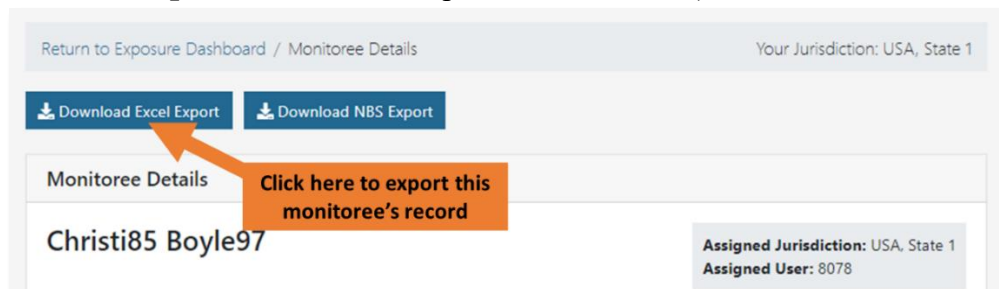 Return to Exposure Dashboard / Monitoree Details
Your Jurisdiction: USA, State 1
Download Excel Export
Download NBS Export
Monitoree Details
Click here to export this
monitoree's record
Christi85 Boyle97
Assigned Jurisdiction: USA, State 1
Assigned User: 8078